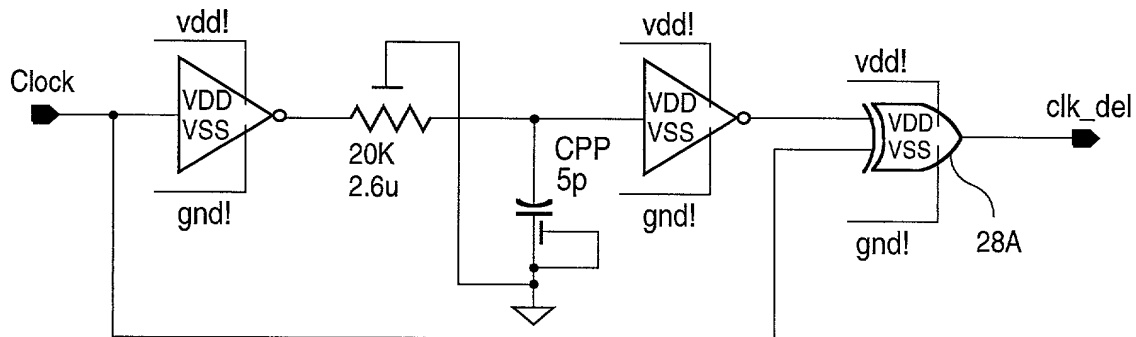 vdd!
Clock
VDD
VSS
gnd!
20K
2.6u
CPP
5p
vdd!
VDD
VSS
gnd!
vdd!
VDD
VSS
gnd!
clk_del
28A